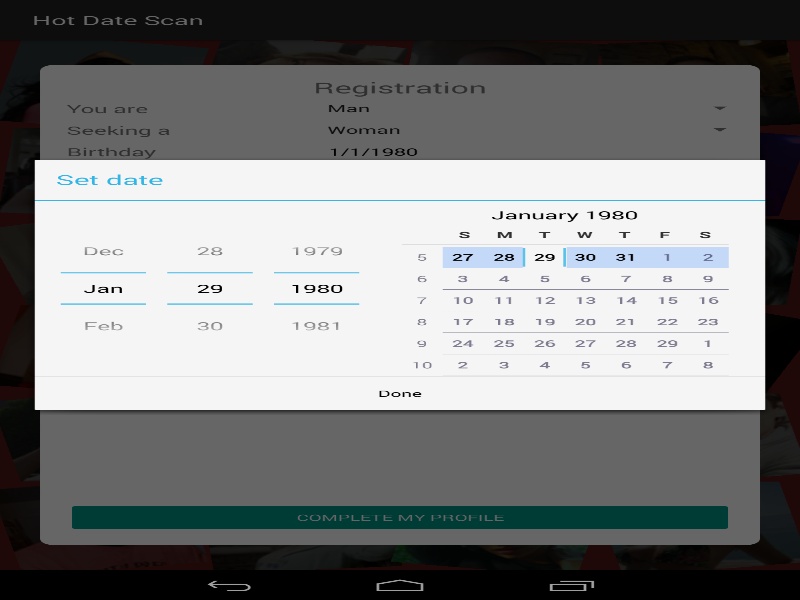 Hot Date Scan
Registration
You are Man
Seeking a Woman
Birthday 1/1/1980
Set date
January 1980
S M T W T F S
Dec 28 1979
5 27 28 29 30 31 1 2
6 3 4 5 6 7 8 9
Jan 29 1980
7 10 11 12 13 14 15 16
Feb 30 1981
8 17 18 19 20 21 22 23
9 24 25 26 27 28 29 1
10 2 3 4 5 6 7 8
Done
COMPLETE MY PROFILE